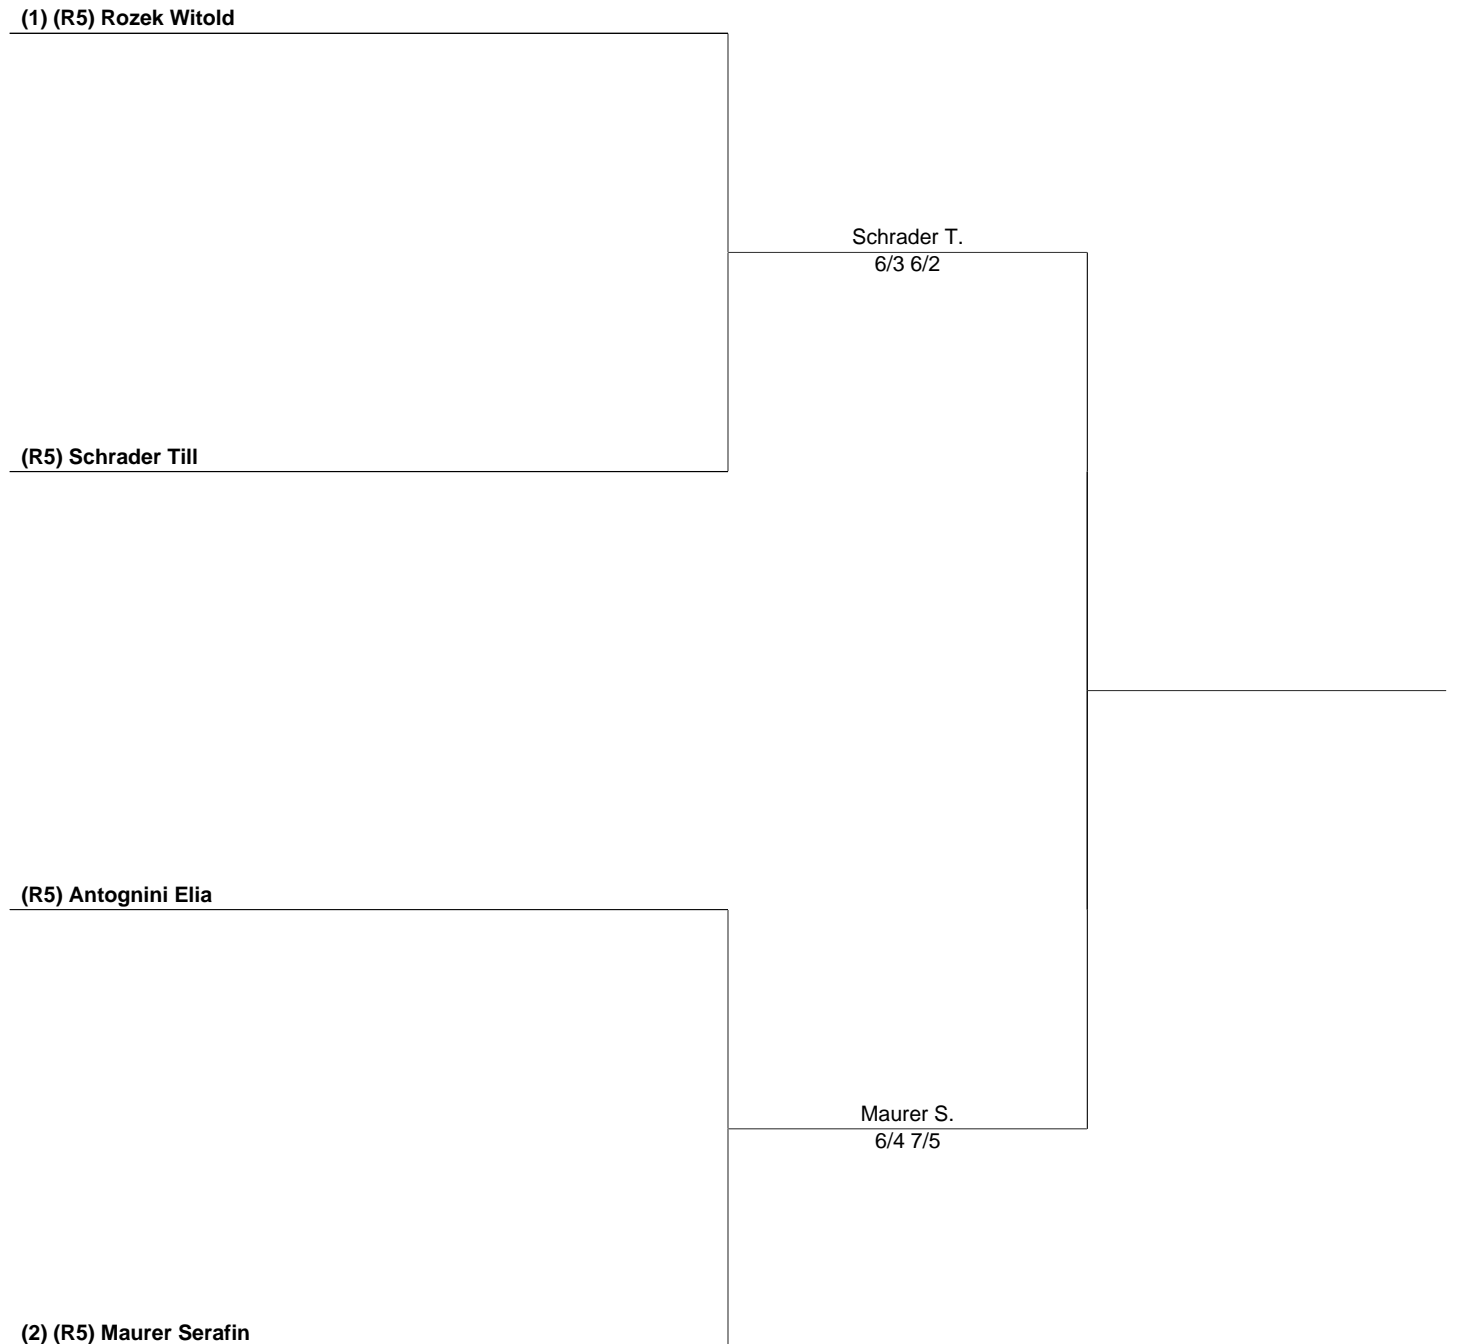 (1) (R5) Rozek Witold
Schrader T.
6/3 6/2
(R5) Schrader Till
(R5) Antognini Elia
Maurer S.
6/4 7/5
(2) (R5) Maurer Serafin